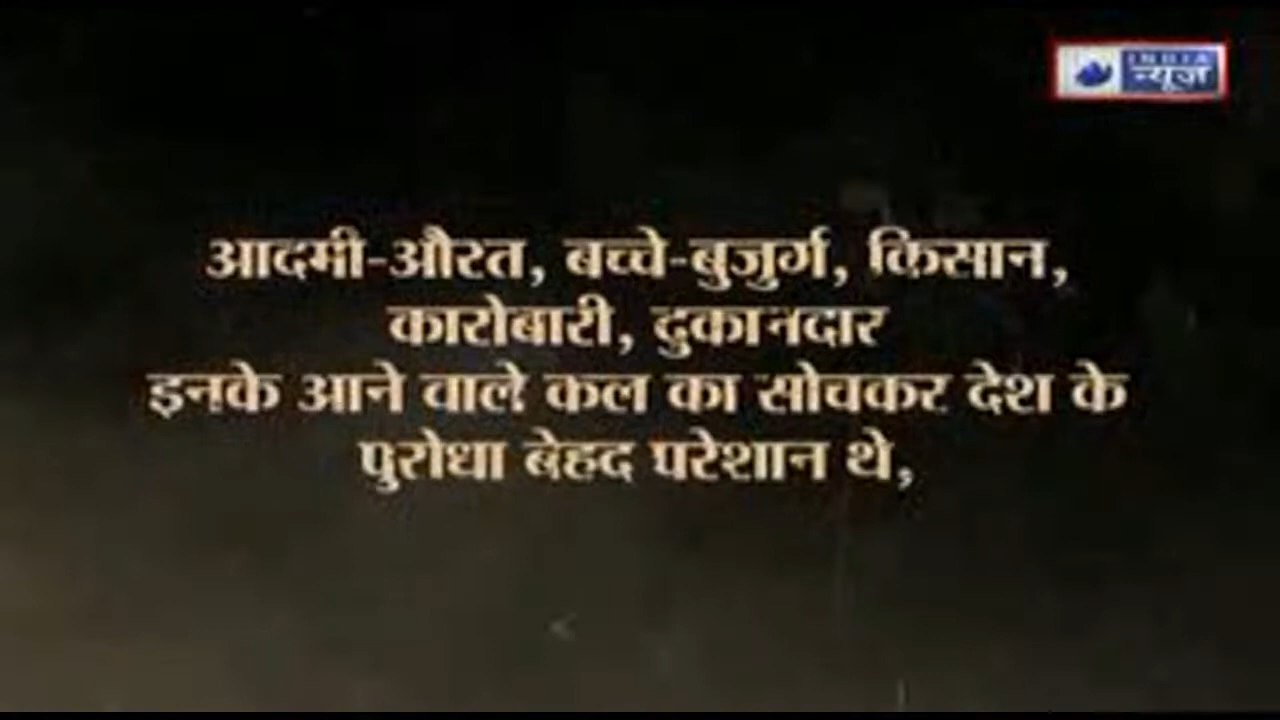 INDIA
न्यूज़
आदमी-औरत, बच्चे-बुजुर्ग, किसान,
कारोबारी, दुकानदार
इनके आने वाले कल का सोचकर देश के
पुरोधा बेहद परेशान थे,